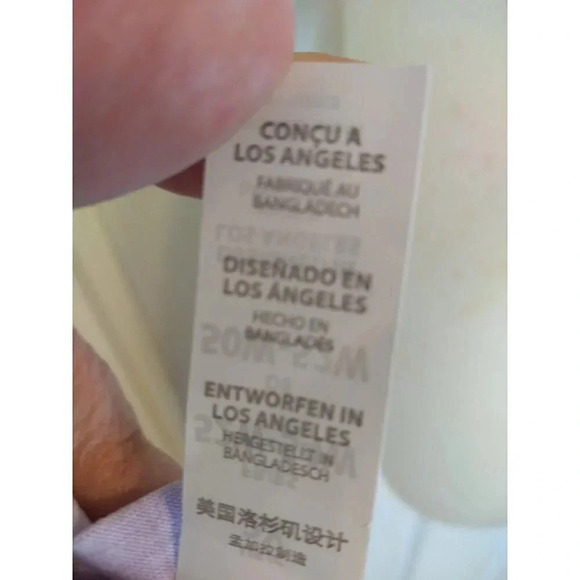 CONÇU A
LOS ANGELES
FABRIQUÉ AU
BANGLADECH
DISEÑADO EN
LOS ÁNGELES
HECHO EN
BANGLADÉS
ENTWORFEN IN
LOS ANGELES
HERGESTELLT IN
BANGLADESCH
美国洛杉矶设计
孟加拉制造